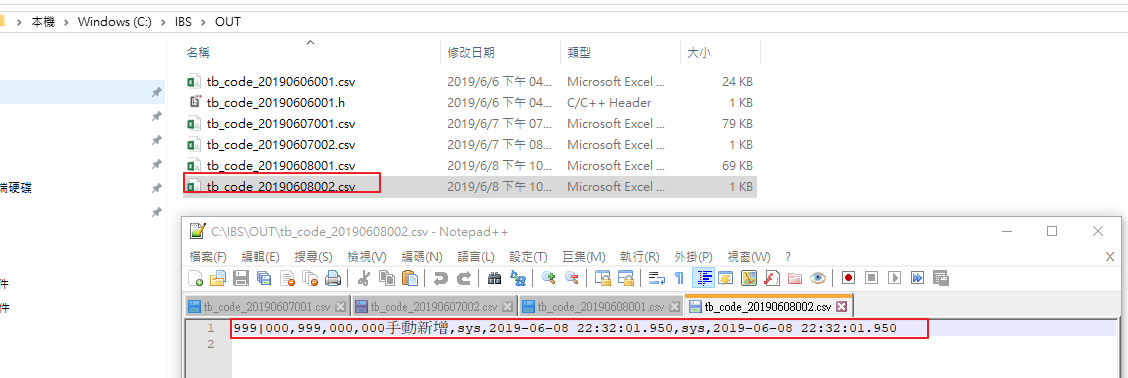 本機 > Windows (C:) > IBS > OUT
名稱 修改日期 類型 大小
tb_code_20190606001.csv 2019/6/6 下午 04... Microsoft Excel ... 24 KB
tb_code_20190606001.h 2019/6/6 下午 04... C/C++ Header 1 KB
tb_code_20190607001.csv 2019/6/7 下午 07... Microsoft Excel ... 79 KB
tb_code_20190607002.csv 2019/6/7 下午 08... Microsoft Excel ... 1 KB
tb_code_20190608001.csv 2019/6/8 下午 10... Microsoft Excel ... 69 KB
端硬碟
tb_code_20190608002.csv 2019/6/8 下午 10... Microsoft Excel ... 1 KB
C:\IBS\OUT\tb_code_20190608002.csv - Notepad++
檔案(F) 編輯(E) 搜尋(S) 檢視(V) 編碼(N) 語言(L) 設定(T) 巨集(M) 執行(R) 外掛(P) 視窗(W) ? X
件
件
tb_code_20190607001.csv tb_code_20190607002.csv tb_code_20190608001.csv tb_code_20190608002.csv
1 999|000,999,000,000手動新增,sys,2019-06-08 22:32:01.950,sys,2019-06-08 22:32:01.950
2